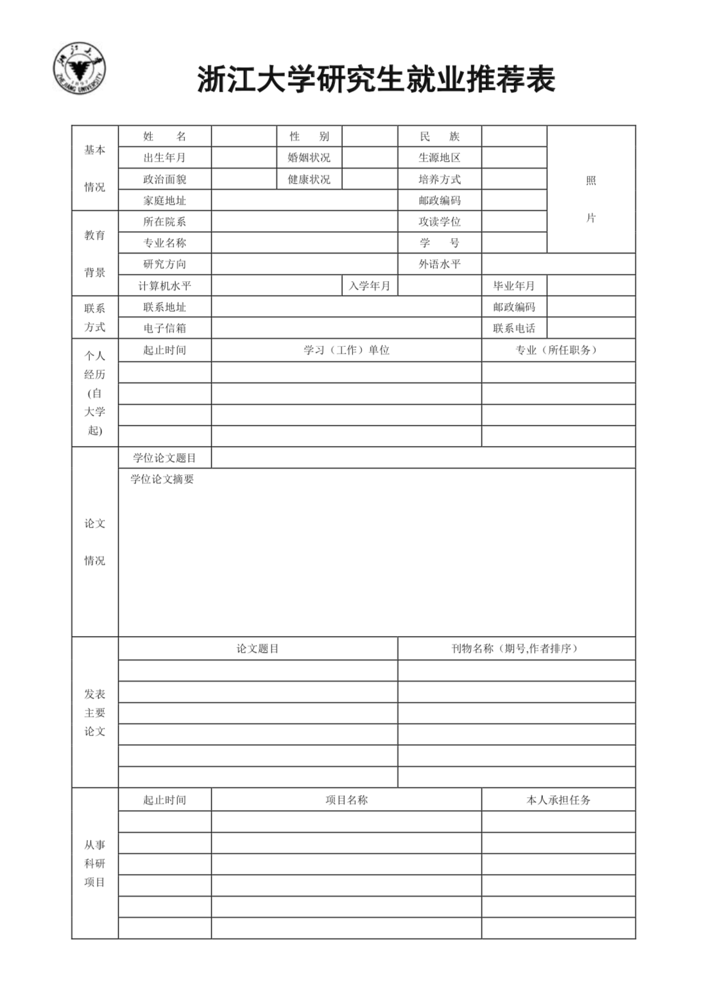 浙江大学
1897
ZHEJIANG UNIVERSITY
浙江大学研究生就业推荐表
基本
情况
姓 名
性 别
民 族
照
片
出生年月
婚姻状况
生源地区
政治面貌
健康状况
培养方式
家庭地址
邮政编码
教育
背景
所在院系
攻读学位
专业名称
学 号
研究方向
外语水平
计算机水平
入学年月
毕业年月
联系
方式
联系地址
邮政编码
电子信箱
联系电话
个人
经历
(自
大学
起)
起止时间
学习（工作）单位
专业（所任职务）
论文
情况
学位论文题目
学位论文摘要
发表
主要
论文
论文题目
刊物名称（期号,作者排序）
从事
科研
项目
起止时间
项目名称
本人承担任务